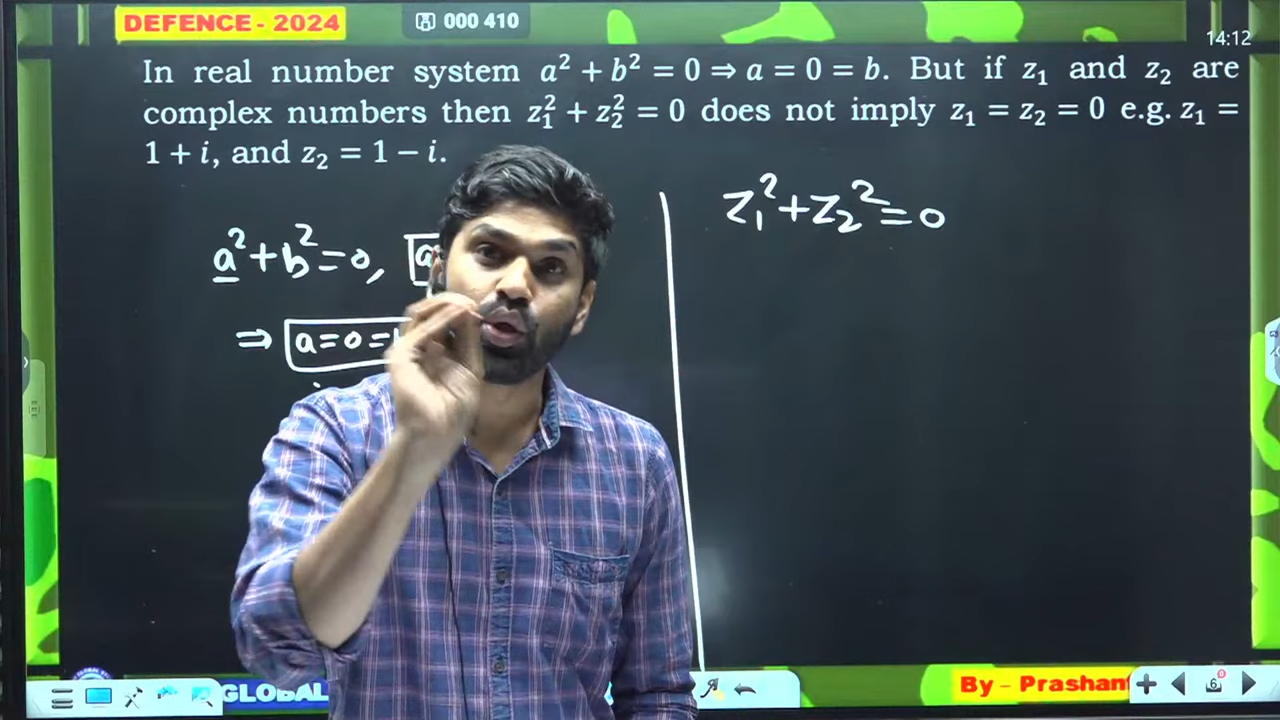 DEFENCE - 2024
000 410
14:12
In real number system a² + b² = 0 ⇒ a = 0 = b. But if z₁ and z₂ are
complex numbers then z₁² + z₂² = 0 does not imply z₁ = z₂ = 0 e.g. z₁ =
1 + i, and z₂ = 1 − i.
a² + b² = 0,
⇒ a = 0 =
z₁² + z₂² = 0
GLOBAL
By – Prashan
6